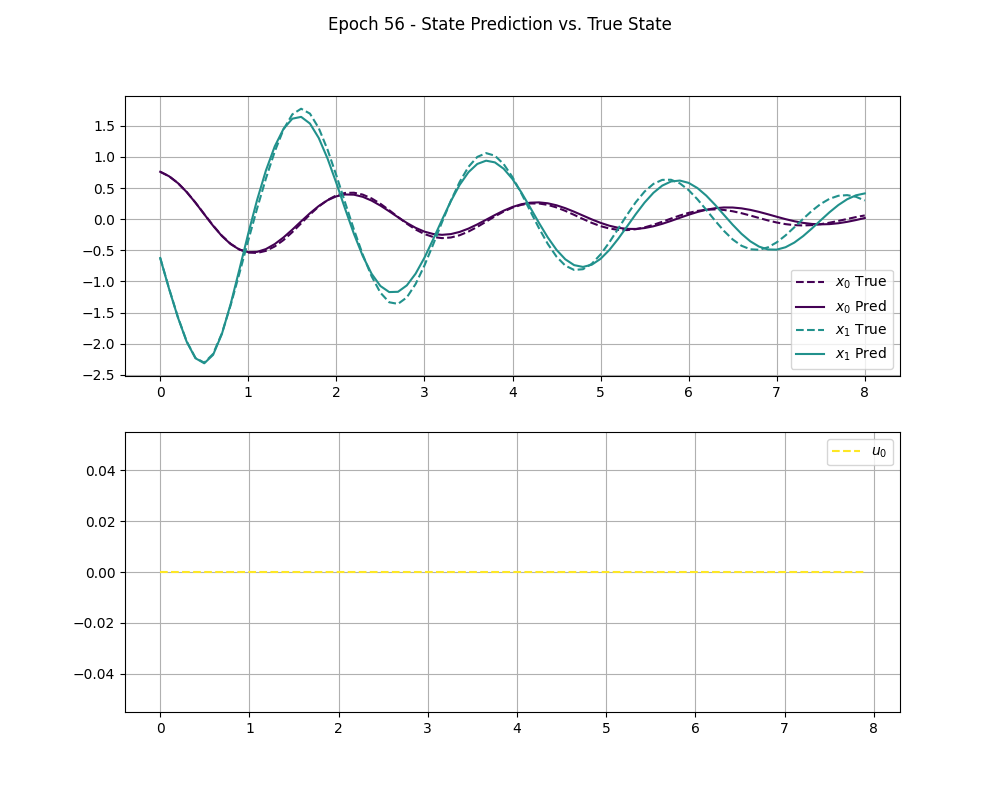 Epoch 56 - State Prediction vs. True State
1.5
1.0
0.5
0.0
−0.5
−1.0
−1.5
−2.0
−2.5
x₀ True
x₀ Pred
x₁ True
x₁ Pred
0 1 2 3 4 5 6 7 8
0.04
0.02
0.00
−0.02
−0.04
u₀
0 1 2 3 4 5 6 7 8